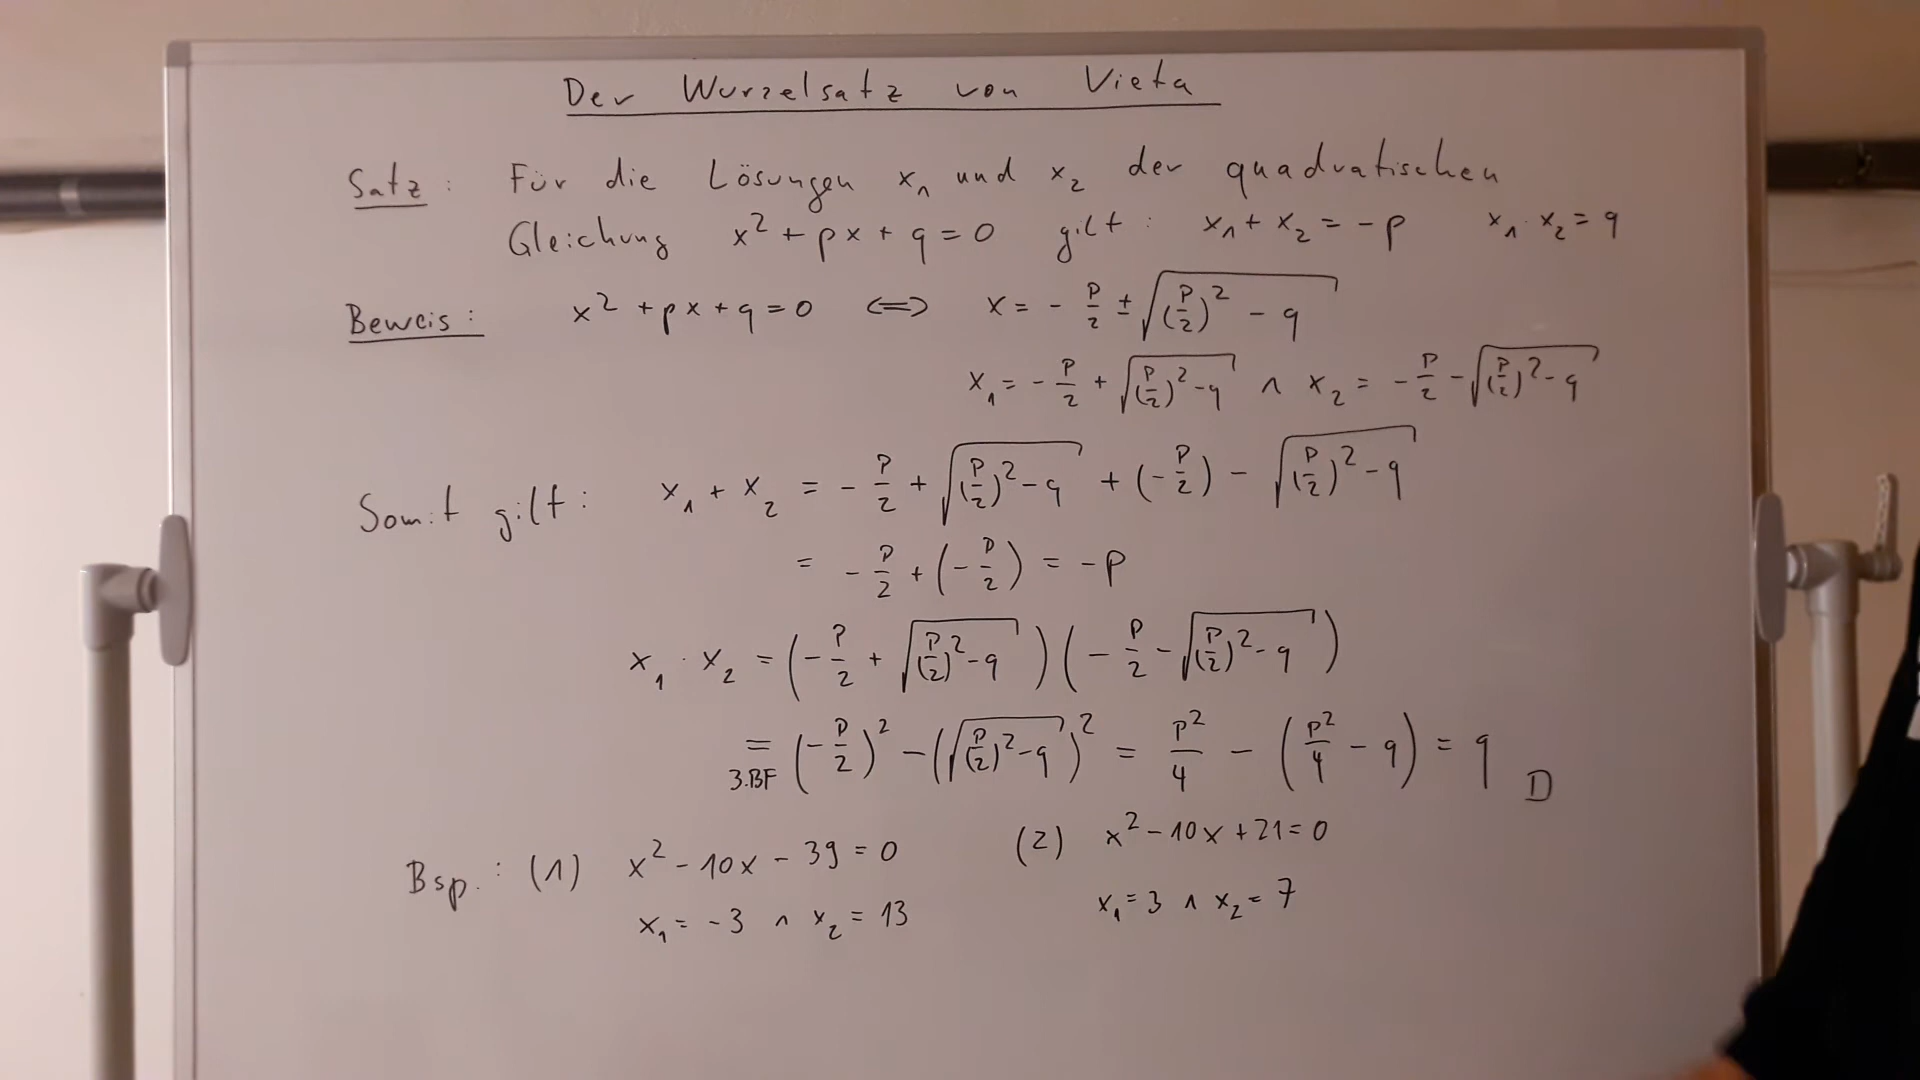 Der Wurzelsatz von Vieta
Satz: Für die Lösungen x₁ und x₂ der quadratischen
Gleichung x² + px + q = 0 gilt: x₁ + x₂ = -p x₁ · x₂ = q
Beweis: x² + px + q = 0 <=> x = - p/2 ± √((p/2)² - q)
x₁ = - p/2 + √((p/2)² - q) ∧ x₂ = - p/2 - √((p/2)² - q)
Somit gilt: x₁ + x₂ = - p/2 + √((p/2)² - q) + (- p/2) - √((p/2)² - q)
= - p/2 + (- p/2) = -p
x₁ · x₂ = (- p/2 + √((p/2)² - q)) (- p/2 - √((p/2)² - q))
= (- p/2)² - (√((p/2)² - q))² = p²/4 - (p²/4 - q) = q □
3.BF
Bsp.: (1) x² - 10x - 39 = 0 (2) x² - 10x + 21 = 0
x₁ = -3 ∧ x₂ = 13 x₁ = 3 ∧ x₂ = 7